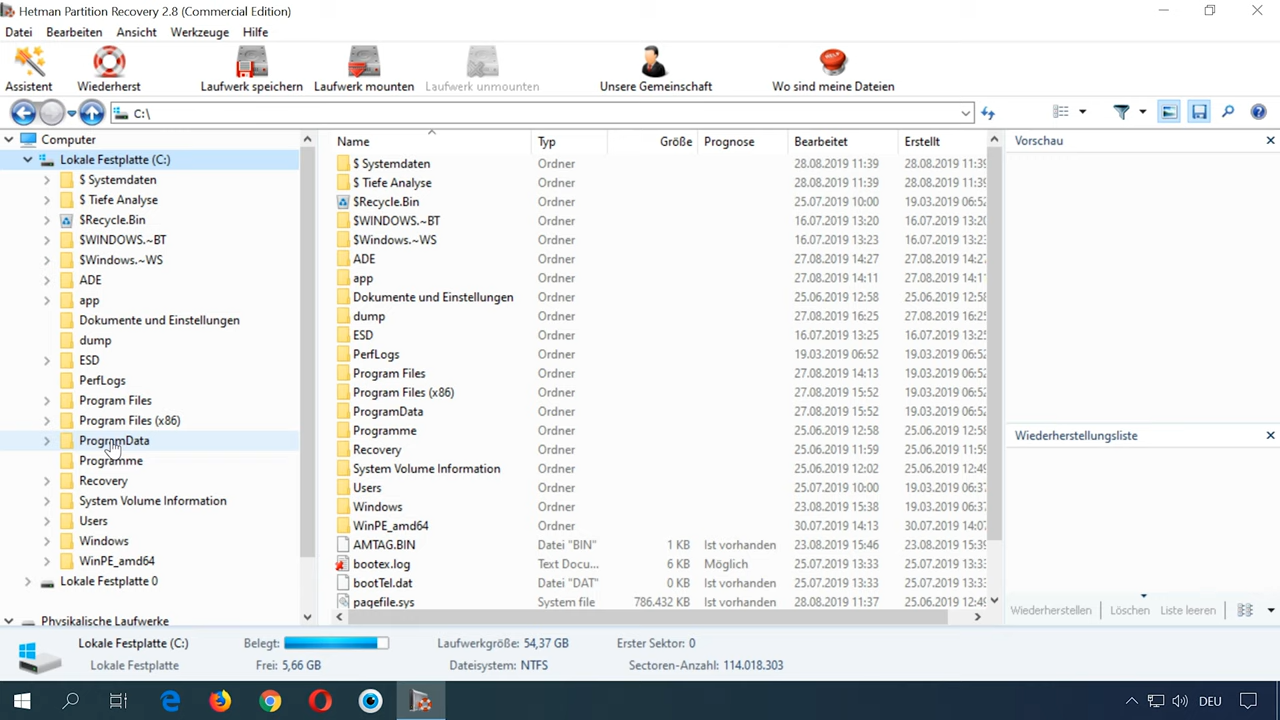 Hetman Partition Recovery 2.8 (Commercial Edition)
Datei Bearbeiten Ansicht Werkzeuge Hilfe
Assistent Wiederherst Laufwerk speichern Laufwerk mounten Laufwerk unmounten Unsere Gemeinschaft Wo sind meine Dateien
C:\
Computer
Lokale Festplatte (C:)
$ Systemdaten
$ Tiefe Analyse
$Recycle.Bin
$WINDOWS.~BT
$Windows.~WS
ADE
app
Dokumente und Einstellungen
dump
ESD
PerfLogs
Program Files
Program Files (x86)
ProgramData
Programme
Recovery
System Volume Information
Users
Windows
WinPE_amd64
Lokale Festplatte 0
Physikalische Laufwerke
Name Typ Größe Prognose Bearbeitet Erstellt
$ Systemdaten Ordner 28.08.2019 11:39 28.08.2019 11:39
$ Tiefe Analyse Ordner 28.08.2019 11:39 28.08.2019 11:39
$Recycle.Bin Ordner 25.07.2019 10:00 19.03.2019 06:52
$WINDOWS.~BT Ordner 16.07.2019 13:20 16.07.2019 13:20
$Windows.~WS Ordner 16.07.2019 13:23 16.07.2019 13:23
ADE Ordner 27.08.2019 14:27 27.08.2019 14:27
app Ordner 27.08.2019 14:11 27.08.2019 14:11
Dokumente und Einstellungen Ordner 25.06.2019 12:58 25.06.2019 12:58
dump Ordner 27.08.2019 16:25 27.08.2019 16:25
ESD Ordner 16.07.2019 13:25 16.07.2019 13:25
PerfLogs Ordner 19.03.2019 06:52 19.03.2019 06:52
Program Files Ordner 27.08.2019 14:13 19.03.2019 06:52
Program Files (x86) Ordner 27.08.2019 15:52 19.03.2019 06:52
ProgramData Ordner 27.08.2019 15:52 19.03.2019 06:52
Programme Ordner 25.06.2019 12:58 25.06.2019 12:58
Recovery Ordner 25.06.2019 11:59 25.06.2019 11:59
System Volume Information Ordner 25.06.2019 12:02 25.06.2019 12:49
Users Ordner 25.07.2019 10:00 19.03.2019 06:37
Windows Ordner 23.08.2019 15:38 19.03.2019 06:37
WinPE_amd64 Ordner 30.07.2019 14:13 30.07.2019 14:07
AMTAG.BIN Datei "BIN" 1 KB Ist vorhanden 23.08.2019 15:46 23.08.2019 15:39
bootex.log Text Docu... 6 KB Möglich 25.07.2019 13:33 25.07.2019 13:33
bootTel.dat Datei "DAT" 0 KB Ist vorhanden 25.07.2019 13:33 25.07.2019 13:33
pagefile.sys System file 786.432 KB Ist vorhanden 28.08.2019 11:37 25.06.2019 12:49
Vorschau
Wiederherstellungsliste
Wiederherstellen Löschen Liste leeren
Lokale Festplatte (C:) Belegt: Laufwerkgröße: 54,37 GB Erster Sektor: 0
Lokale Festplatte Frei: 5,66 GB Dateisystem: NTFS Sectoren-Anzahl: 114.018.303
DEU